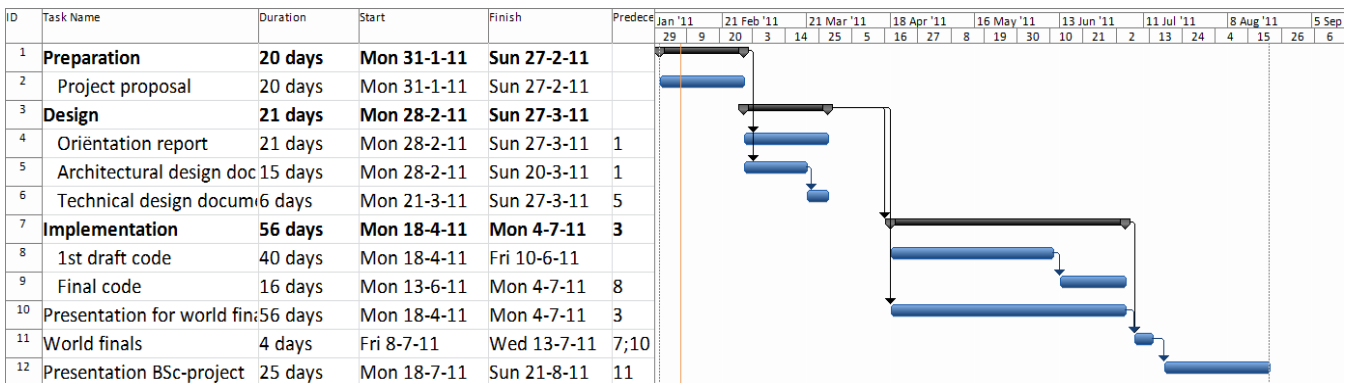 ID Task Name Duration Start Finish Predece Jan '11 21 Feb '11 21 Mar '11 18 Apr '11 16 May '11 13 Jun '11 11 Jul '11 8 Aug '11 5 Sep
29 9 20 3 14 25 5 16 27 8 19 30 10 21 2 13 24 4 15 26 6
1 Preparation 20 days Mon 31-1-11 Sun 27-2-11
2 Project proposal 20 days Mon 31-1-11 Sun 27-2-11
3 Design 21 days Mon 28-2-11 Sun 27-3-11
4 Oriëntation report 21 days Mon 28-2-11 Sun 27-3-11 1
5 Architectural design doc 15 days Mon 28-2-11 Sun 20-3-11 1
6 Technical design docume 6 days Mon 21-3-11 Sun 27-3-11 5
7 Implementation 56 days Mon 18-4-11 Mon 4-7-11 3
8 1st draft code 40 days Mon 18-4-11 Fri 10-6-11
9 Final code 16 days Mon 13-6-11 Mon 4-7-11 8
10 Presentation for world fina 56 days Mon 18-4-11 Mon 4-7-11 3
11 World finals 4 days Fri 8-7-11 Wed 13-7-11 7;10
12 Presentation BSc-project 25 days Mon 18-7-11 Sun 21-8-11 11